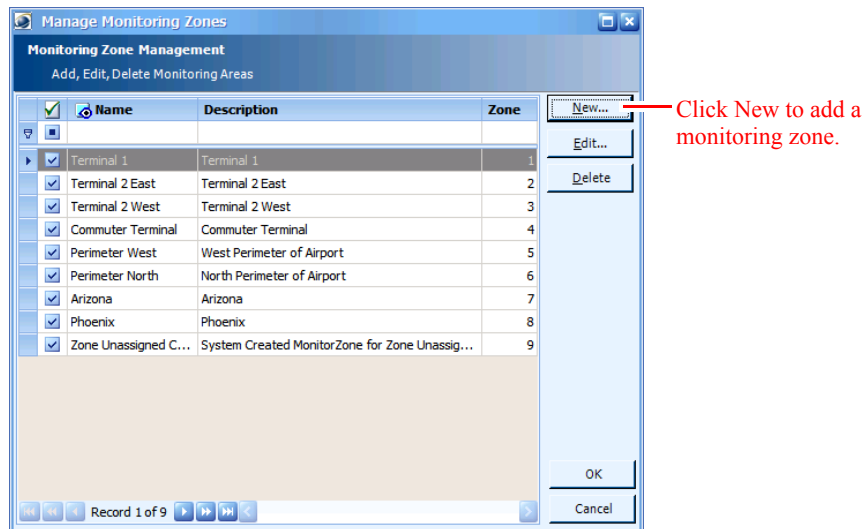 Manage Monitoring Zones
Monitoring Zone Management
Add, Edit, Delete Monitoring Areas
Name Description Zone
Terminal 1 Terminal 1 1
Terminal 2 East Terminal 2 East 2
Terminal 2 West Terminal 2 West 3
Commuter Terminal Commuter Terminal 4
Perimeter West West Perimeter of Airport 5
Perimeter North North Perimeter of Airport 6
Arizona Arizona 7
Phoenix Phoenix 8
Zone Unassigned C... System Created MonitorZone for Zone Unassig... 9
Record 1 of 9
New...
Edit...
Delete
OK
Cancel
Click New to add a
monitoring zone.